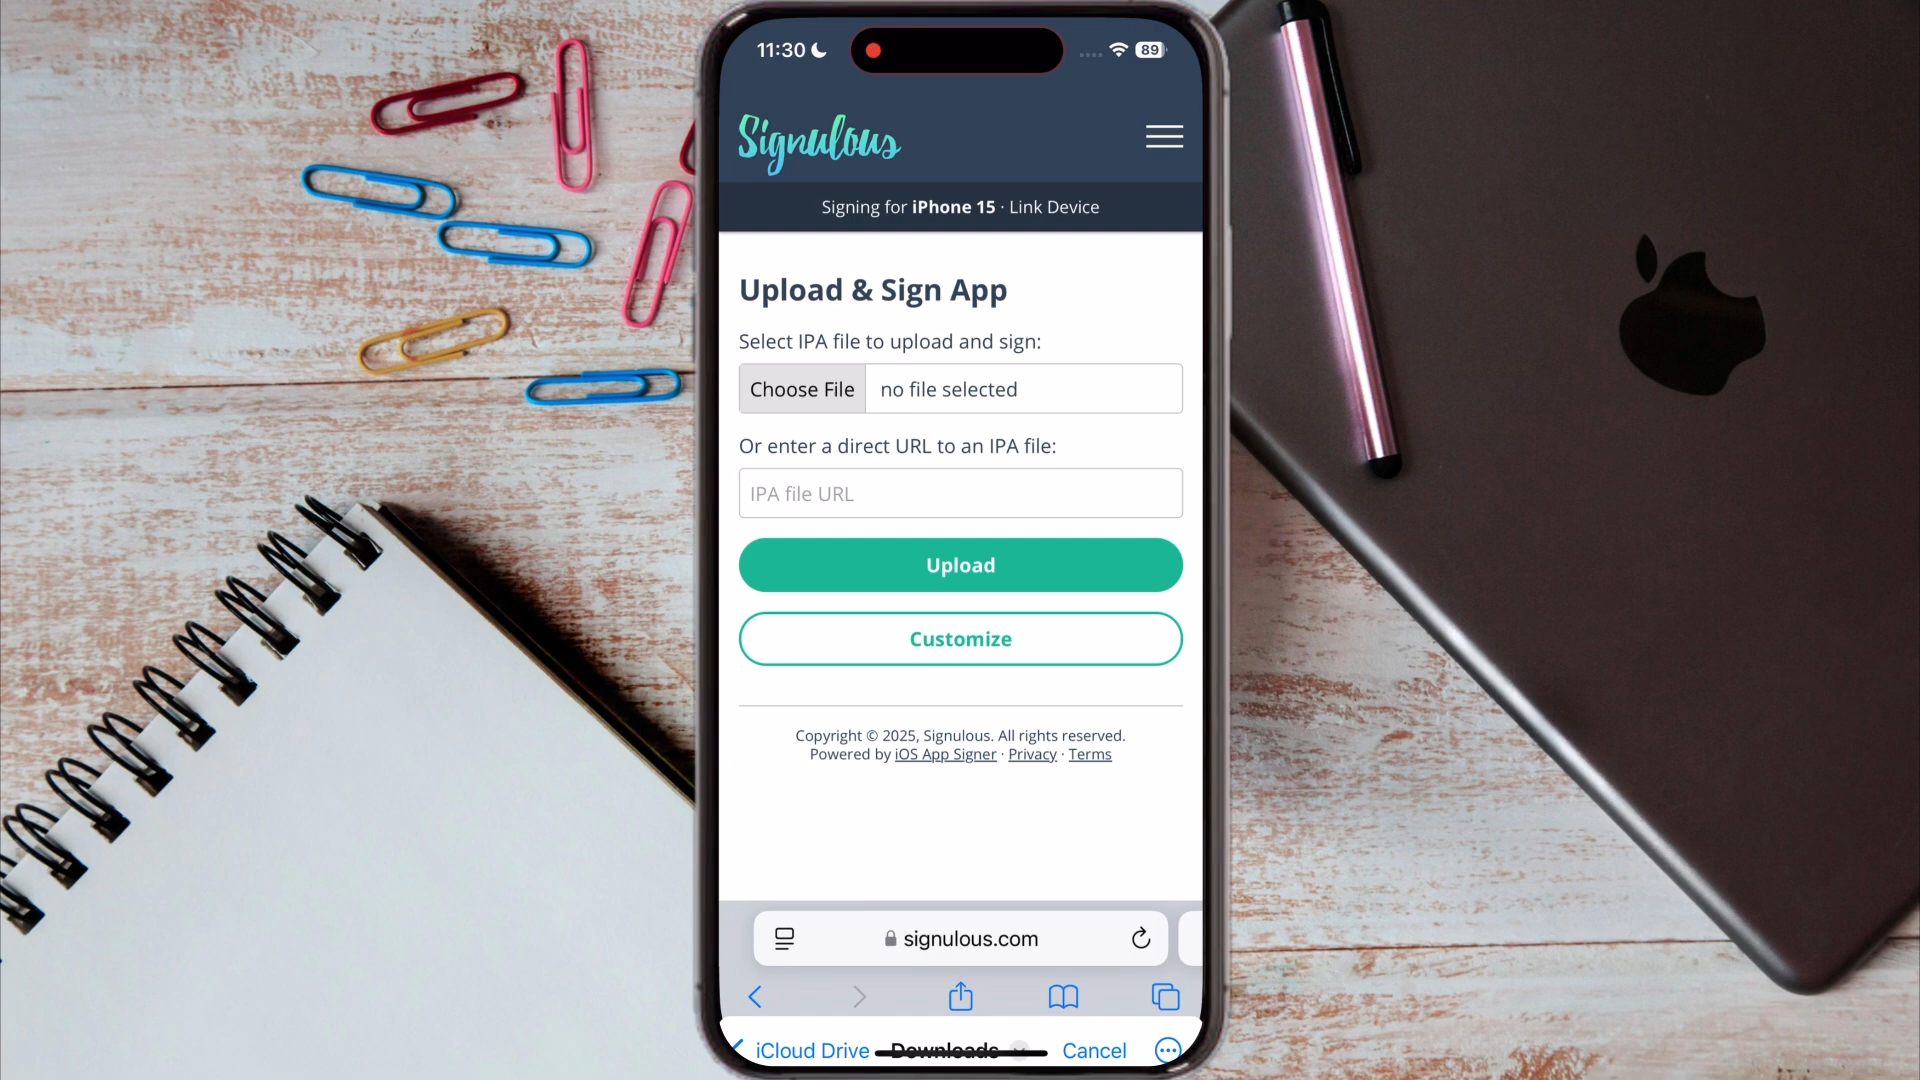 11:30
89
Signulous
Signing for iPhone 15 · Link Device
Upload & Sign App
Select IPA file to upload and sign:
Choose File no file selected
Or enter a direct URL to an IPA file:
IPA file URL
Upload
Customize
Copyright © 2025, Signulous. All rights reserved.
Powered by iOS App Signer · Privacy · Terms
signulous.com
iCloud Drive Downloads Cancel